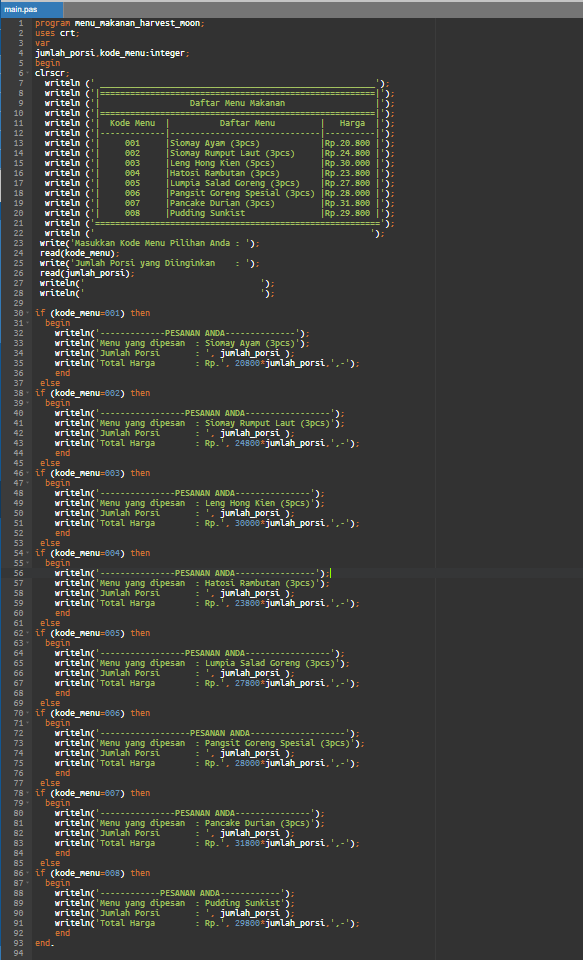 main.pas
1 program menu_makanan_harvest_moon;
2 uses crt;
3 var
4 jumlah_porsi,kode_menu:integer;
5 begin
6 clrscr;
7 writeln (' _______________________________________________________');
8 writeln ('|=======================================================|');
9 writeln ('|                  Daftar Menu Makanan                  |');
10 writeln ('|=======================================================|');
11 writeln ('|  Kode Menu  |          Daftar Menu         |   Harga  |');
12 writeln ('|-------------|------------------------------|----------|');
13 writeln ('|     001     |Siomay Ayam (3pcs)            |Rp.20.800 |');
14 writeln ('|     002     |Siomay Rumput Laut (3pcs)     |Rp.24.800 |');
15 writeln ('|     003     |Leng Hong Kien (5pcs)         |Rp.30.000 |');
16 writeln ('|     004     |Hatosi Rambutan (3pcs)        |Rp.23.800 |');
17 writeln ('|     005     |Lumpia Salad Goreng (3pcs)    |Rp.27.800 |');
18 writeln ('|     006     |Pangsit Goreng Spesial (3pcs) |Rp.28.000 |');
19 writeln ('|     007     |Pancake Durian (3pcs)         |Rp.31.800 |');
20 writeln ('|     008     |Pudding Sunkist               |Rp.29.800 |');
21 writeln ('=========================================================');
22 writeln ('                                                       ');
23 write('Masukkan Kode Menu Pilihan Anda : ');
24 read(kode_menu);
25 write('Jumlah Porsi yang Diinginkan    : ');
26 read(jumlah_porsi);
27 writeln('                                   ');
28 writeln('                                   ');
29
30 if (kode_menu=001) then
31 begin
32 writeln('-------------PESANAN ANDA--------------');
33 writeln('Menu yang dipesan  : Siomay Ayam (3pcs)');
34 writeln('Jumlah Porsi       : ', jumlah_porsi );
35 writeln('Total Harga        : Rp.', 20800*jumlah_porsi,',-');
36 end
37 else
38 if (kode_menu=002) then
39 begin
40 writeln('-----------------PESANAN ANDA-----------------');
41 writeln('Menu yang dipesan  : Siomay Rumput Laut (3pcs)');
42 writeln('Jumlah Porsi       : ', jumlah_porsi );
43 writeln('Total Harga        : Rp.', 24800*jumlah_porsi,',-');
44 end
45 else
46 if (kode_menu=003) then
47 begin
48 writeln('---------------PESANAN ANDA---------------');
49 writeln('Menu yang dipesan  : Leng Hong Kien (5pcs)');
50 writeln('Jumlah Porsi       : ', jumlah_porsi );
51 writeln('Total Harga        : Rp.', 30000*jumlah_porsi,',-');
52 end
53 else
54 if (kode_menu=004) then
55 begin
56 writeln('---------------PESANAN ANDA----------------');
57 writeln('Menu yang dipesan  : Hatosi Rambutan (3pcs)');
58 writeln('Jumlah Porsi       : ', jumlah_porsi );
59 writeln('Total Harga        : Rp.', 23800*jumlah_porsi,',-');
60 end
61 else
62 if (kode_menu=005) then
63 begin
64 writeln('-----------------PESANAN ANDA-----------------');
65 writeln('Menu yang dipesan  : Lumpia Salad Goreng (3pcs)');
66 writeln('Jumlah Porsi       : ', jumlah_porsi );
67 writeln('Total Harga        : Rp.', 27800*jumlah_porsi,',-');
68 end
69 else
70 if (kode_menu=006) then
71 begin
72 writeln('------------------PESANAN ANDA-------------------');
73 writeln('Menu yang dipesan  : Pangsit Goreng Spesial (3pcs)');
74 writeln('Jumlah Porsi       : ', jumlah_porsi );
75 writeln('Total Harga        : Rp.', 28000*jumlah_porsi,',-');
76 end
77 else
78 if (kode_menu=007) then
79 begin
80 writeln('---------------PESANAN ANDA---------------');
81 writeln('Menu yang dipesan  : Pancake Durian (3pcs)');
82 writeln('Jumlah Porsi       : ', jumlah_porsi );
83 writeln('Total Harga        : Rp.', 31800*jumlah_porsi,',-');
84 end
85 else
86 if (kode_menu=008) then
87 begin
88 writeln('------------PESANAN ANDA------------');
89 writeln('Menu yang dipesan  : Pudding Sunkist');
90 writeln('Jumlah Porsi       : ', jumlah_porsi );
91 writeln('Total Harga        : Rp.', 29800*jumlah_porsi,',-');
92 end
93 end.
94